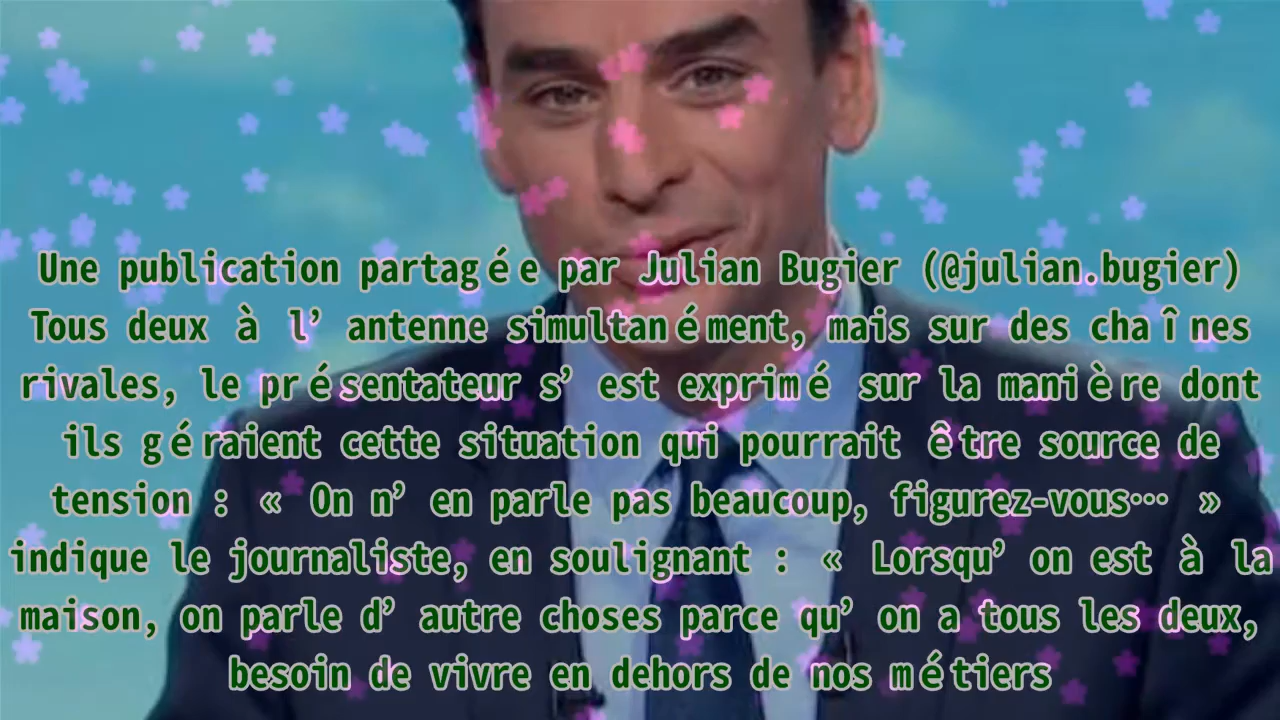 Une publication partagée par Julian Bugier (@julian.bugier)
Tous deux à l’ antenne simultanément, mais sur des chaînes
rivales, le présentateur s’ est exprimé sur la manière dont
ils géraient cette situation qui pourrait être source de
tension : « On n’ en parle pas beaucoup, figurez-vous… »
indique le journaliste, en soulignant : « Lorsqu’ on est à la
maison, on parle d’ autre choses parce qu’ on a tous les deux,
besoin de vivre en dehors de nos métiers